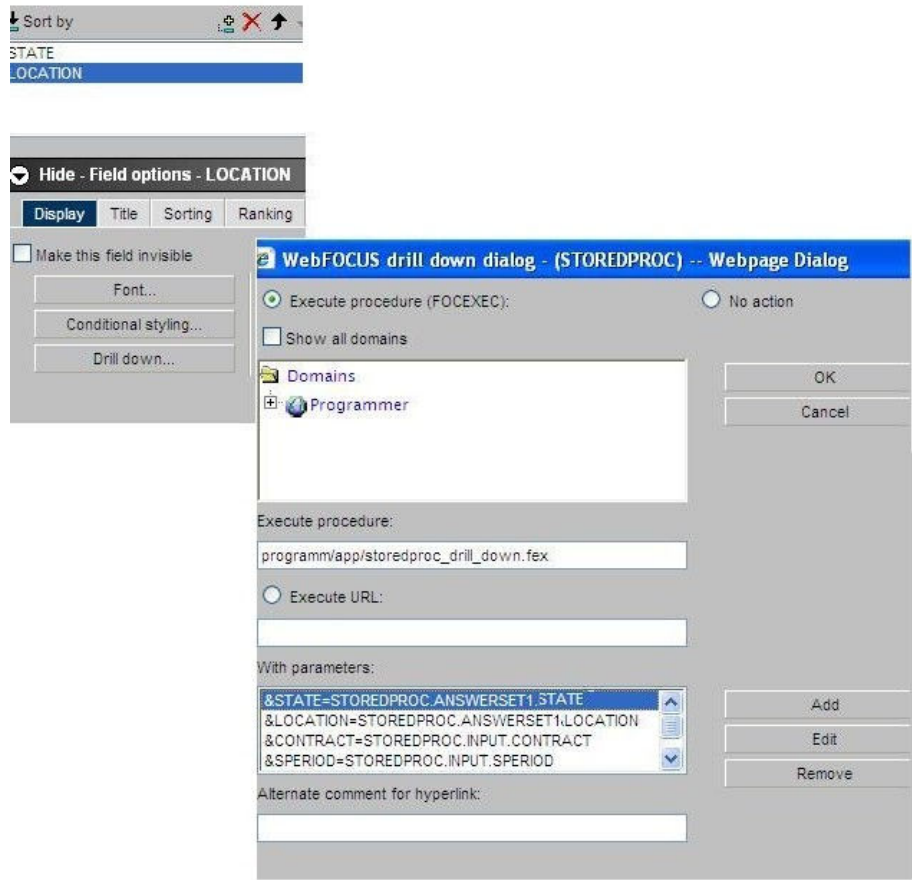 Sort by
STATE
LOCATION
Hide - Field options - LOCATION
Display Title Sorting Ranking
Make this field invisible
Font...
Conditional styling...
Drill down...
WebFOCUS drill down dialog - (STOREDPROC) -- Webpage Dialog
Execute procedure (FOCEXEC):
No action
Show all domains
Domains
Programmer
OK
Cancel
Execute procedure:
programm/app/storedproc_drill_down.fex
Execute URL:
With parameters:
&STATE=STOREDPROC.ANSWERSET1.STATE
&LOCATION=STOREDPROC.ANSWERSET1.LOCATION
&CONTRACT=STOREDPROC.INPUT.CONTRACT
&SPERIOD=STOREDPROC.INPUT.SPERIOD
Add
Edit
Remove
Alternate comment for hyperlink: